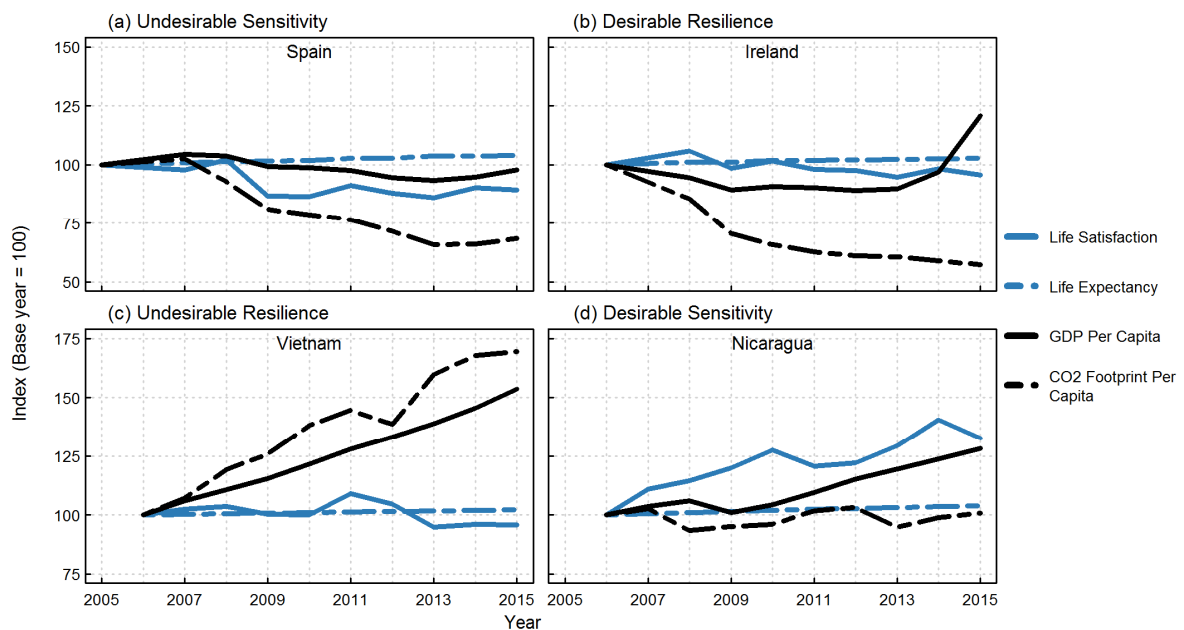 (a) Undesirable Sensitivity
(b) Desirable Resilience
Spain
Ireland
150
125
100
75
50
(c) Undesirable Resilience
(d) Desirable Sensitivity
Vietnam
Nicaragua
175
150
125
100
75
2005 2007 2009 2011 2013 2015
2005 2007 2009 2011 2013 2015
Year
Index (Base year = 100)
Life Satisfaction
Life Expectancy
GDP Per Capita
CO2 Footprint Per
Capita